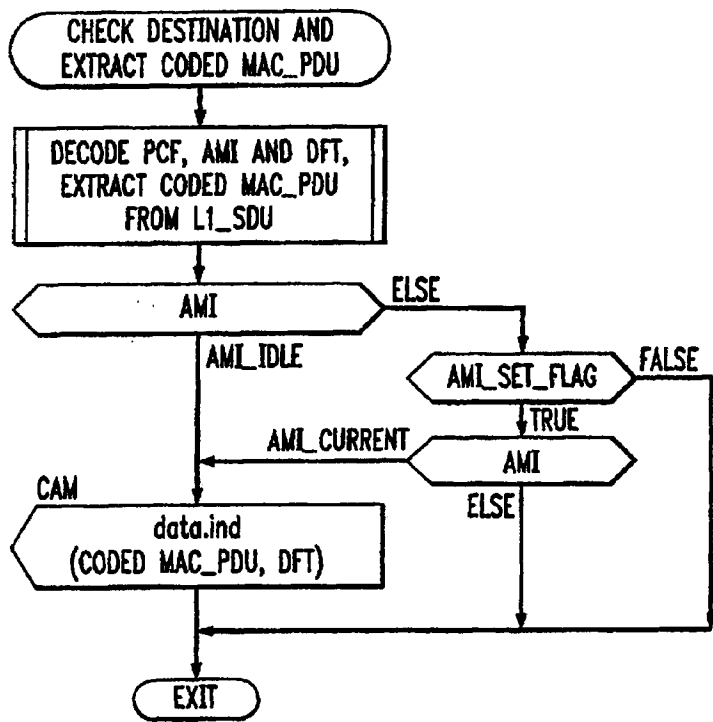 CHECK DESTINATION AND
EXTRACT CODED MAC_PDU
DECODE PCF, AMI AND DFT,
EXTRACT CODED MAC_PDU
FROM L1_SDU
AMI
ELSE
AMI_IDLE
AMI_SET_FLAG
FALSE
TRUE
AMI_CURRENT
AMI
ELSE
CAM
data.ind
(CODED MAC_PDU, DFT)
EXIT